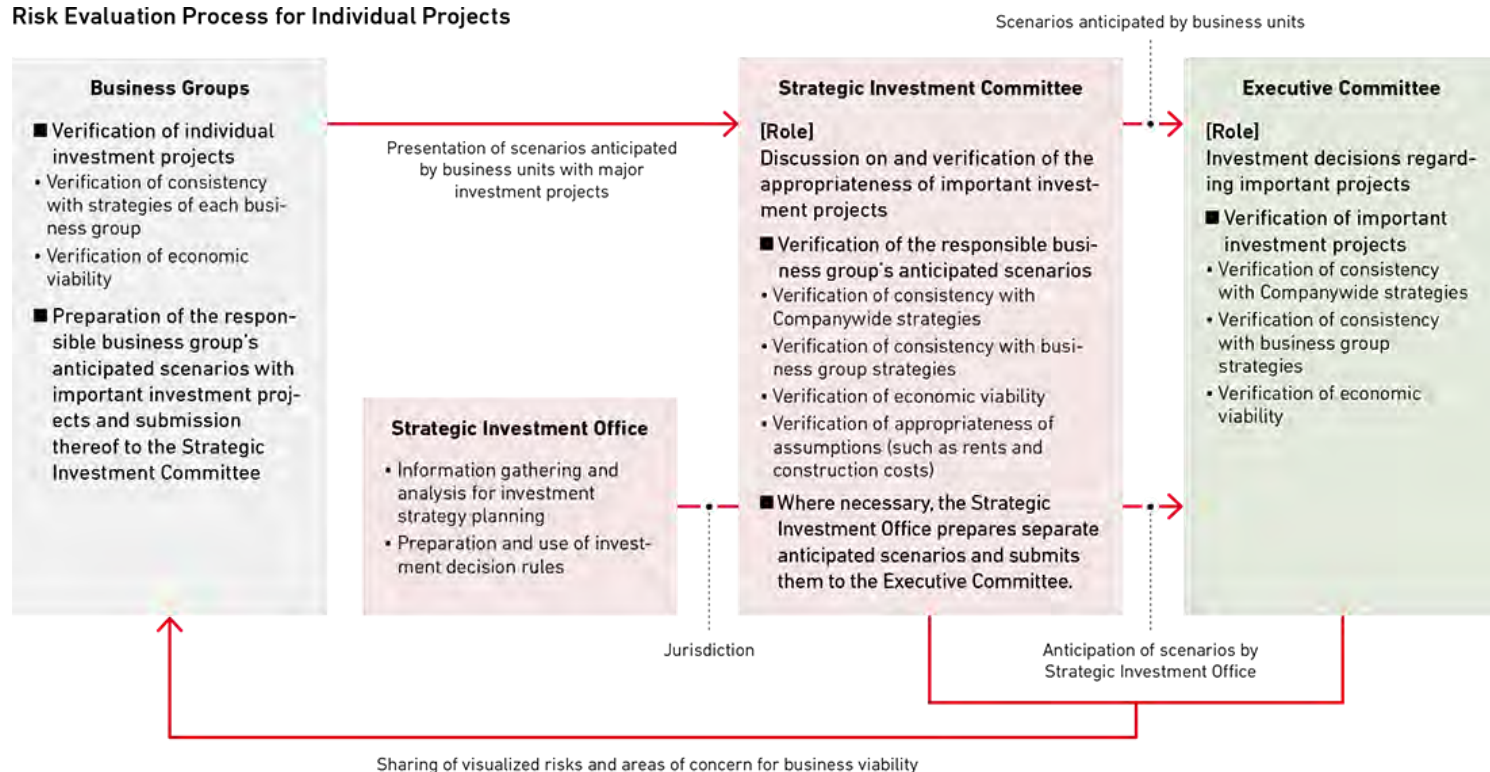 Risk Evaluation Process for Individual Projects
Scenarios anticipated by business units
Business Groups
■ Verification of individual
investment projects
• Verification of consistency
with strategies of each busi-
ness group
• Verification of economic
viability
■ Preparation of the respon-
sible business group's
anticipated scenarios with
important investment proj-
ects and submission
thereof to the Strategic
Investment Committee
Presentation of scenarios anticipated
by business units with major
investment projects
Strategic Investment Office
• Information gathering and
analysis for investment
strategy planning
• Preparation and use of invest-
ment decision rules
Jurisdiction
Strategic Investment Committee
[Role]
Discussion on and verification of the
appropriateness of important invest-
ment projects
■ Verification of the responsible busi-
ness group's anticipated scenarios
• Verification of consistency with
Companywide strategies
• Verification of consistency with busi-
ness group strategies
• Verification of economic viability
• Verification of appropriateness of
assumptions (such as rents and
construction costs)
■ Where necessary, the Strategic
Investment Office prepares separate
anticipated scenarios and submits
them to the Executive Committee.
Executive Committee
[Role]
Investment decisions regard-
ing important projects
■ Verification of important
investment projects
• Verification of consistency
with Companywide strategies
• Verification of consistency
with business group
strategies
• Verification of economic
viability
Anticipation of scenarios by
Strategic Investment Office
Sharing of visualized risks and areas of concern for business viability